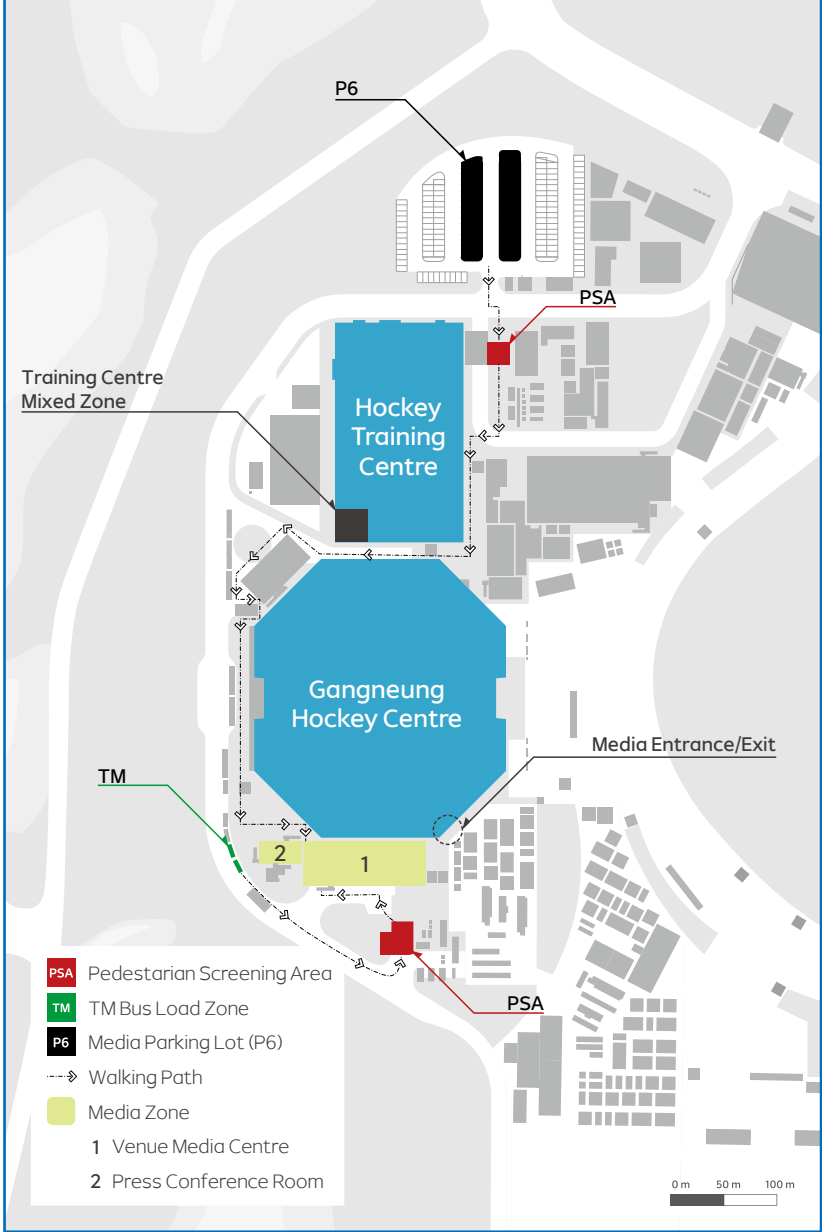 P6
PSA
Training Centre
Mixed Zone
Hockey
Training
Centre
Gangneung
Hockey Centre
Media Entrance/Exit
TM
2
1
PSA
PSA Pedestarian Screening Area
TM TM Bus Load Zone
P6 Media Parking Lot (P6)
Walking Path
Media Zone
1 Venue Media Centre
2 Press Conference Room
0 m 50 m 100 m